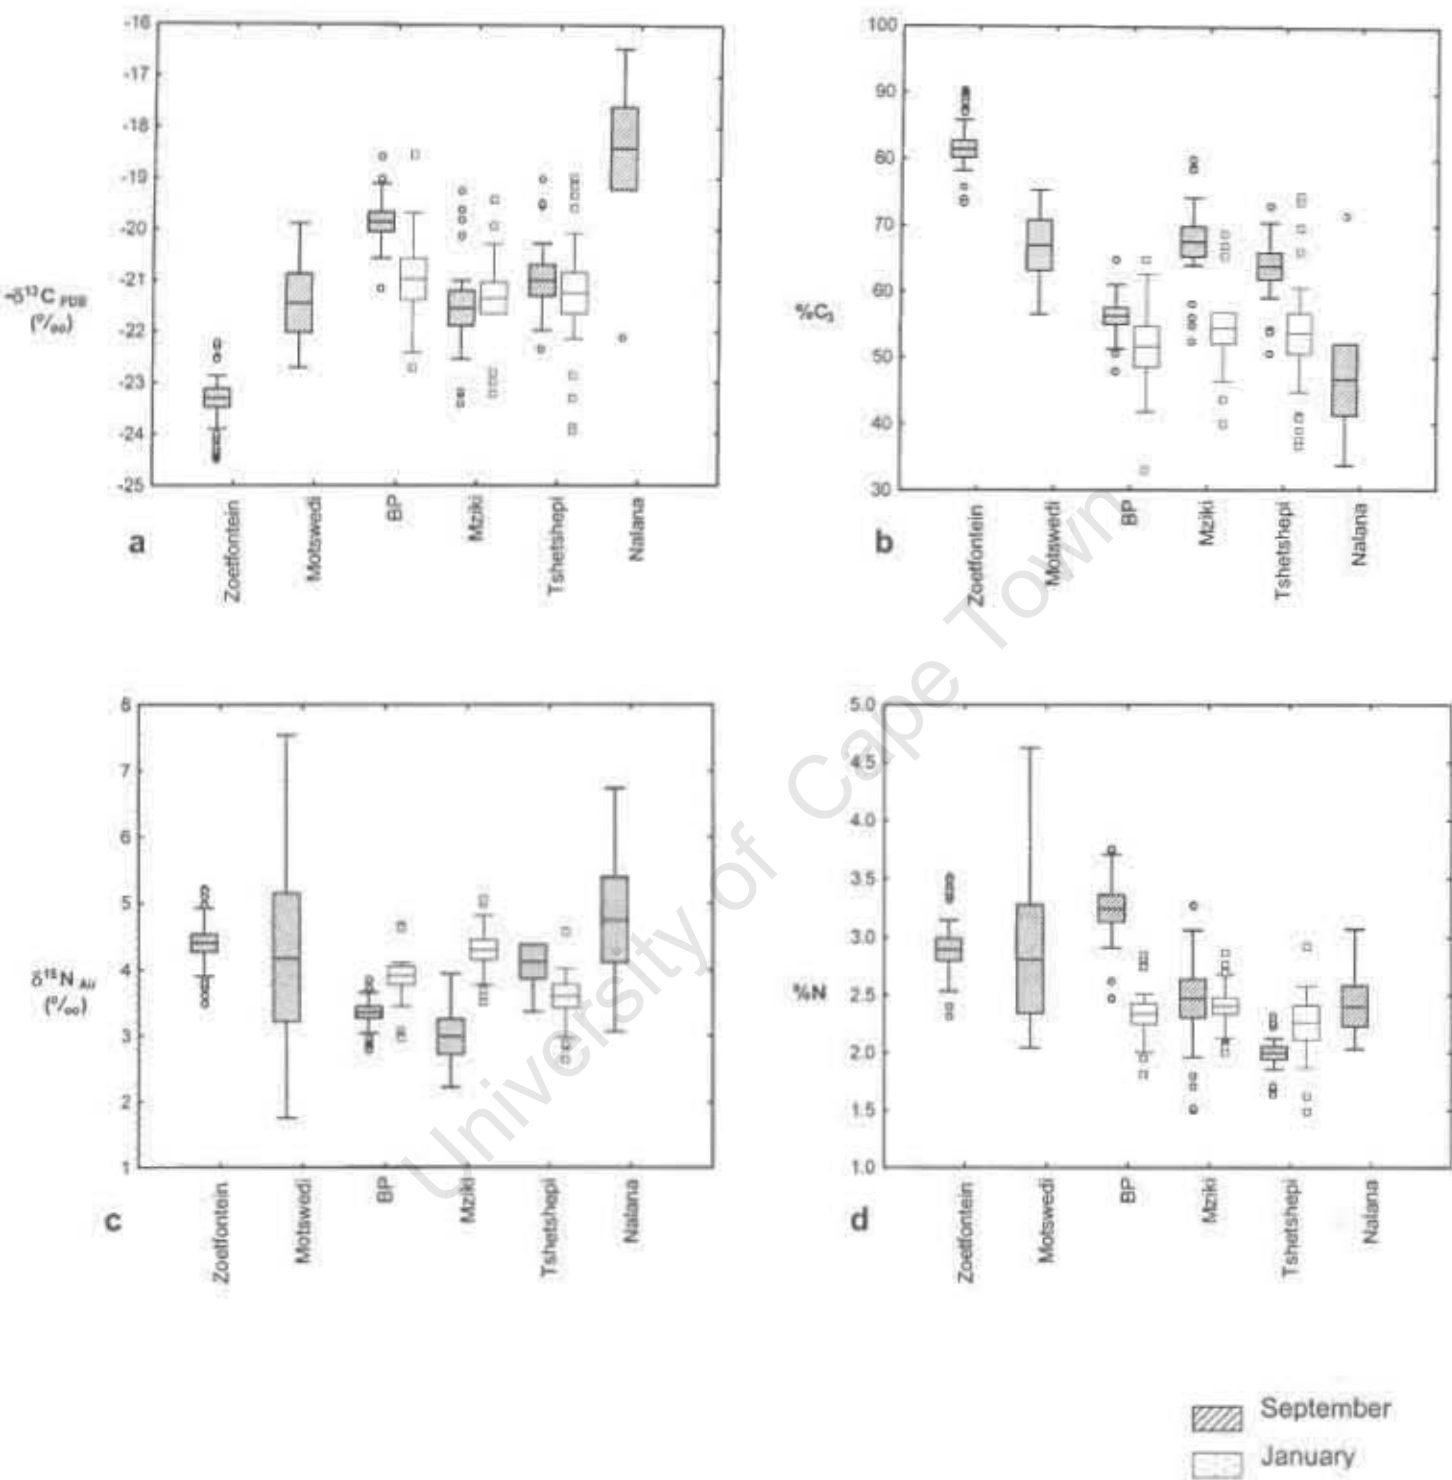 -16
-17
-18
-19
-20
-21
-22
-23
-24
-25
-δ¹³C PDB
(°/₀₀)
Zoetfontein
Motswedi
BP
Mziki
Tshetshepi
Nalana
a
100
90
80
70
60
50
40
30
%C₃
Zoetfontein
Motswedi
BP
Mziki
Tshetshepi
Nalana
b
8
7
6
5
4
3
2
1
δ¹⁵N Air
(°/₀₀)
Zoetfontein
Motswedi
BP
Mziki
Tshetshepi
Nalana
c
5.0
4.5
4.0
3.5
3.0
2.5
2.0
1.5
1.0
%N
Zoetfontein
Motswedi
BP
Mziki
Tshetshepi
Nalana
d
University of Cape Town
September
January